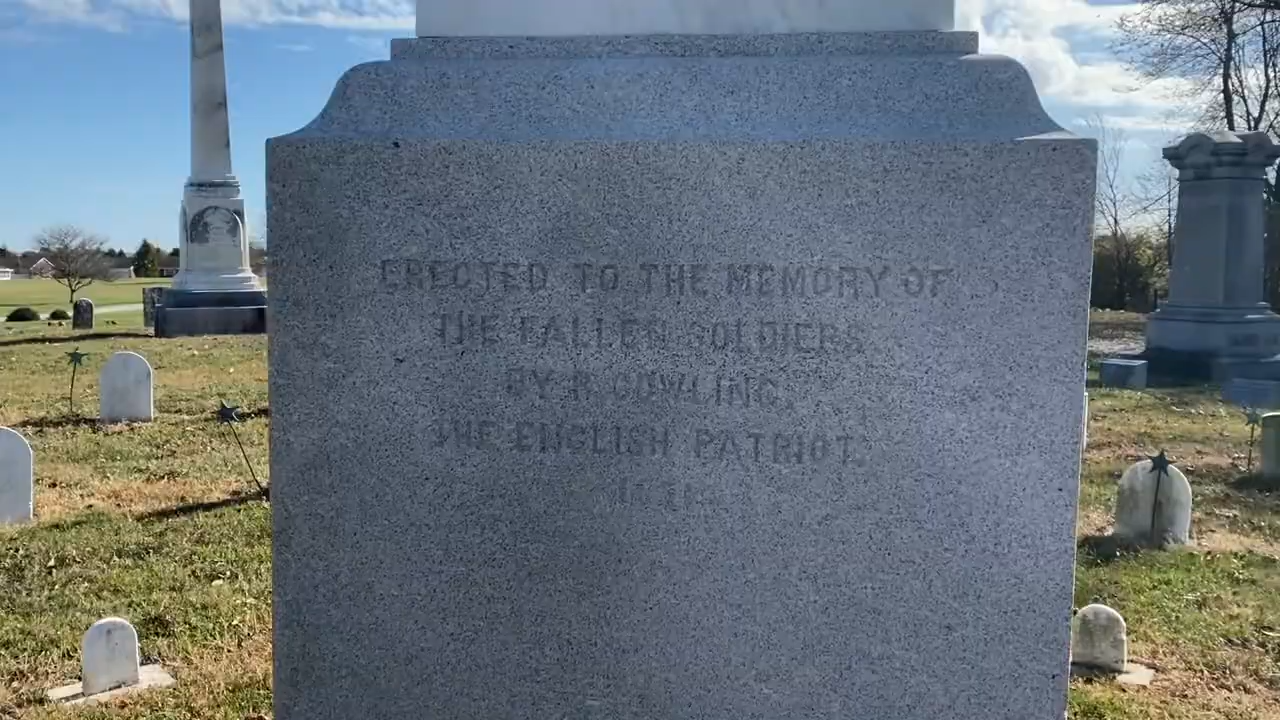 ERECTED TO THE MEMORY OF
THE FALLEN SOLDIERS
BY R. COWLING,
THE ENGLISH PATRIOT.